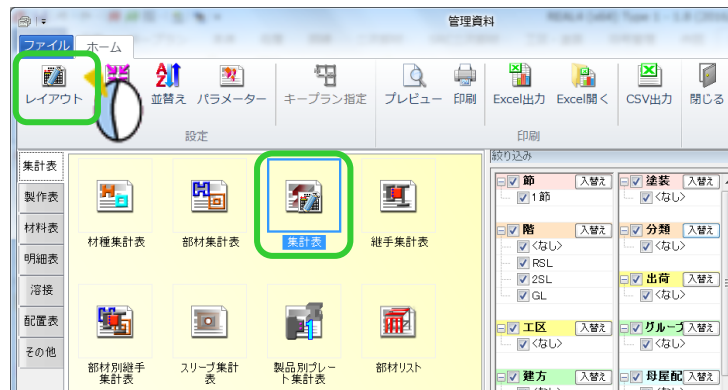 管理資料
ファイル ホーム
レイアウト 並替え パラメーター キープラン指定 プレビュー 印刷 Excel出力 Excel開く CSV出力 閉じる
設定 印刷
集計表
製作表
材料表
明細表
溶接
配置表
その他
材種集計表 部材集計表 集計表 継手集計表
部材別継手
集計表
スリーブ集計
表
製品別プレー
ト集計表
部材リスト
絞り込み
節 入替え
1節
階 入替え
<なし>
RSL
2SL
GL
工区 入替え
<なし>
建方 入替え
塗装 入替え
<なし>
分類 入替え
<なし>
出荷 入替え
<なし>
グループ 入替え
<なし>
母屋配 入替え